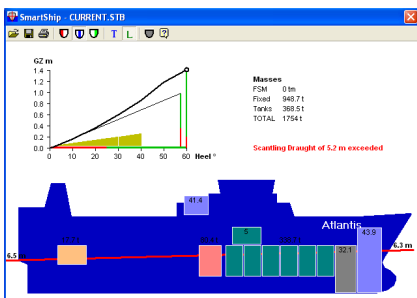 SmartShip - CURRENT.STB
T L
GZ m
1.4
1.2
1.0
0.8
0.6
0.4
0.2
0.0
0 10 20 30 40 50 60 Heel °
Masses
FSM 0 tm
Fixed 948.7 t
Tanks 368.5 t
TOTAL 1754 t
Scantling Draught of 5.2 m exceeded
41.4
Atlantis
5
43.9
6.5 m
6.3 m
32.1